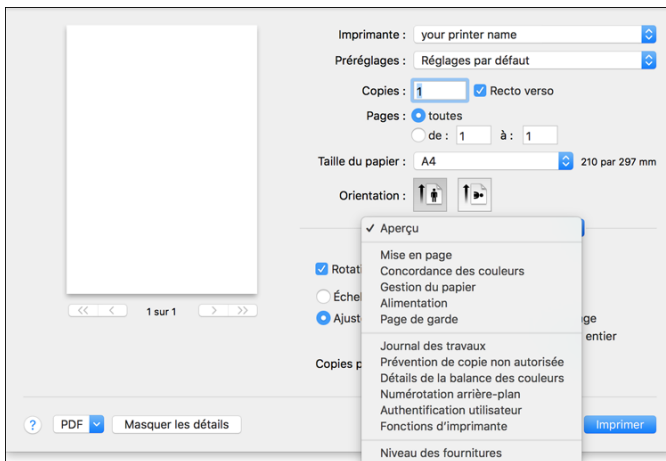 Imprimante : your printer name
Préréglages : Réglages par défaut
Copies : 1 Recto verso
Pages : toutes
de : 1 à : 1
Taille du papier : A4 210 par 297 mm
Orientation :
✓ Aperçu
Mise en page
Rotati Concordance des couleurs
Gestion du papier
Échel Alimentation
<< < 1 sur 1 > >>
Ajust Page de garde ge
entier
Journal des travaux
Copies p Prévention de copie non autorisée
Détails de la balance des couleurs
Numérotation arrière-plan
Authentification utilisateur
? PDF Masquer les détails Fonctions d'imprimante Imprimer
Niveau des fournitures